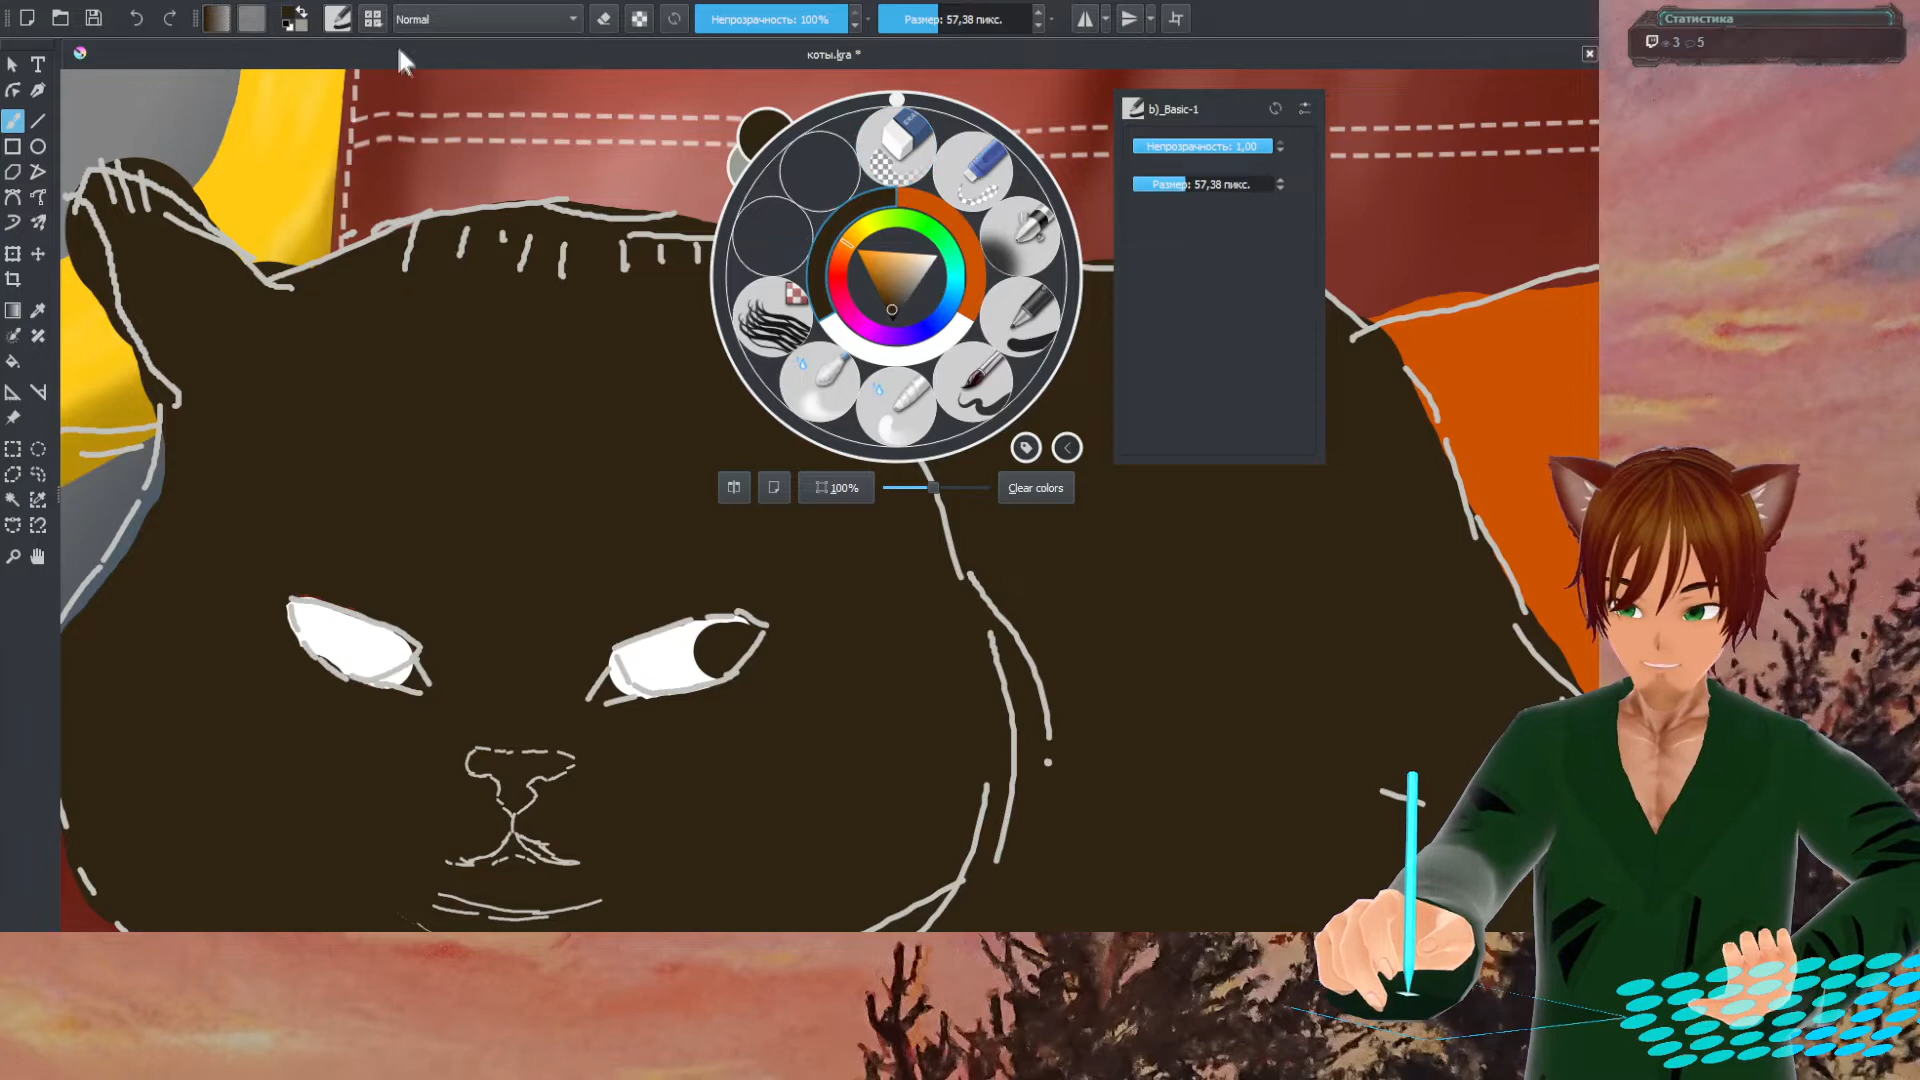 Normal
Непрозрачность: 100%
Размер: 57,38 пикс.
коты.kra *
Статистика
3
5
b)_Basic-1
Непрозрачность: 1,00
Размер: 57,38 пикс.
100%
Clear colors